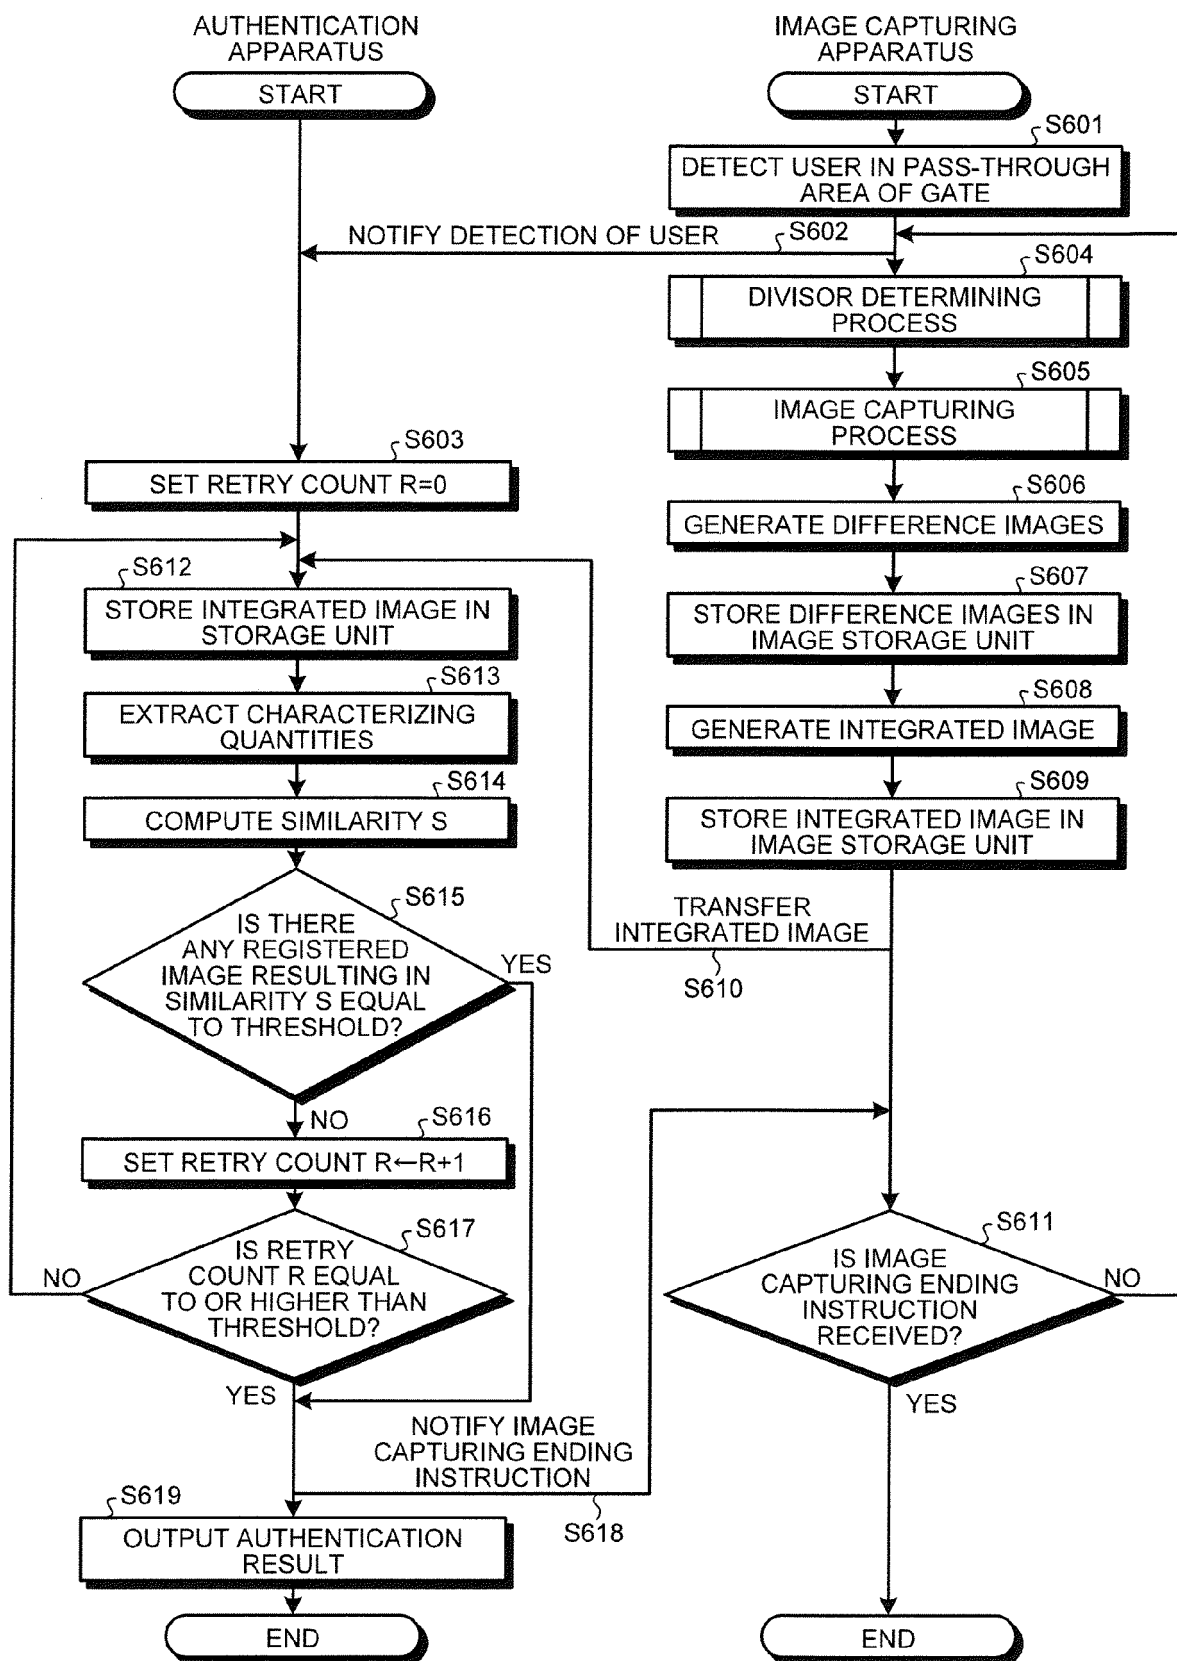 AUTHENTICATION
APPARATUS
START
IMAGE CAPTURING
APPARATUS
START
S601
DETECT USER IN PASS-THROUGH
AREA OF GATE
NOTIFY DETECTION OF USER
S602
S604
DIVISOR DETERMINING
PROCESS
S605
IMAGE CAPTURING
PROCESS
S603
SET RETRY COUNT R=0
S606
GENERATE DIFFERENCE IMAGES
S612
STORE INTEGRATED IMAGE IN
STORAGE UNIT
S607
STORE DIFFERENCE IMAGES IN
IMAGE STORAGE UNIT
S613
EXTRACT CHARACTERIZING
QUANTITIES
S608
GENERATE INTEGRATED IMAGE
S614
COMPUTE SIMILARITY S
S609
STORE INTEGRATED IMAGE IN
IMAGE STORAGE UNIT
S615
IS THERE
ANY REGISTERED
IMAGE RESULTING IN
SIMILARITY S EQUAL
TO THRESHOLD?
YES
TRANSFER
INTEGRATED IMAGE
S610
NO
S616
SET RETRY COUNT R←R+1
S617
IS RETRY
COUNT R EQUAL
TO OR HIGHER THAN
THRESHOLD?
NO
YES
S611
IS IMAGE
CAPTURING ENDING
INSTRUCTION
RECEIVED?
NO
YES
NOTIFY IMAGE
CAPTURING ENDING
INSTRUCTION
S618
S619
OUTPUT AUTHENTICATION
RESULT
END
END